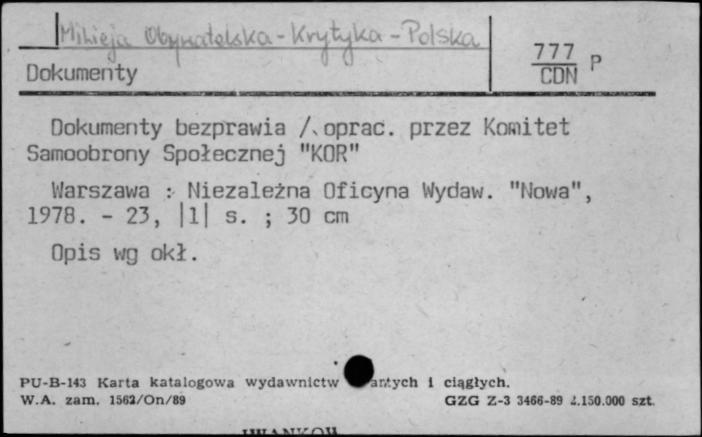 Milicja Obywatelska - Krytyka - Polska
Dokumenty
777 P
CDN
Dokumenty bezprawia / oprac. przez Komitet
Samoobrony Społecznej "KOR"
Warszawa : Niezależna Oficyna Wydaw. "Nowa",
1978. - 23, |1| s. ; 30 cm
Opis wg okł.
PU-B-143 Karta katalogowa wydawnictw artych i ciągłych.
W.A. zam. 1562/On/89 GZG Z-3 3466-89 2.150.000 szt.